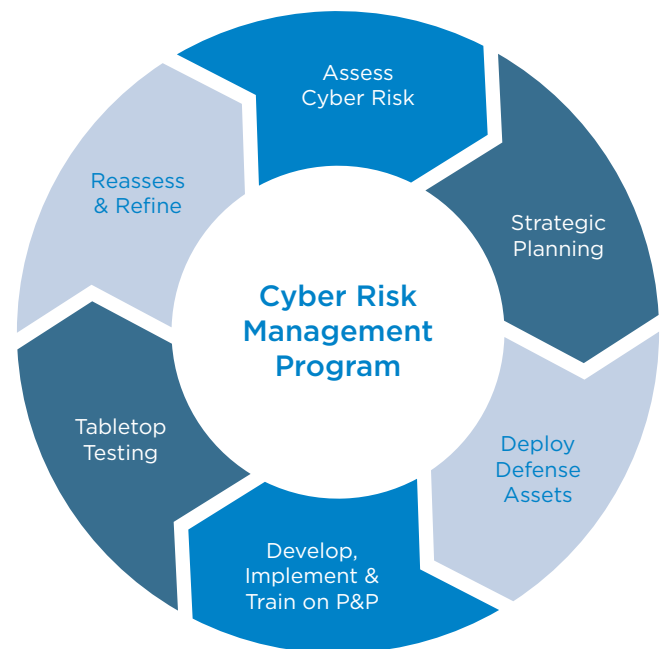 Assess
Cyber Risk
Strategic
Planning
Deploy
Defense
Assets
Develop,
Implement &
Train on P&P
Tabletop
Testing
Reassess
& Refine
Cyber Risk
Management
Program